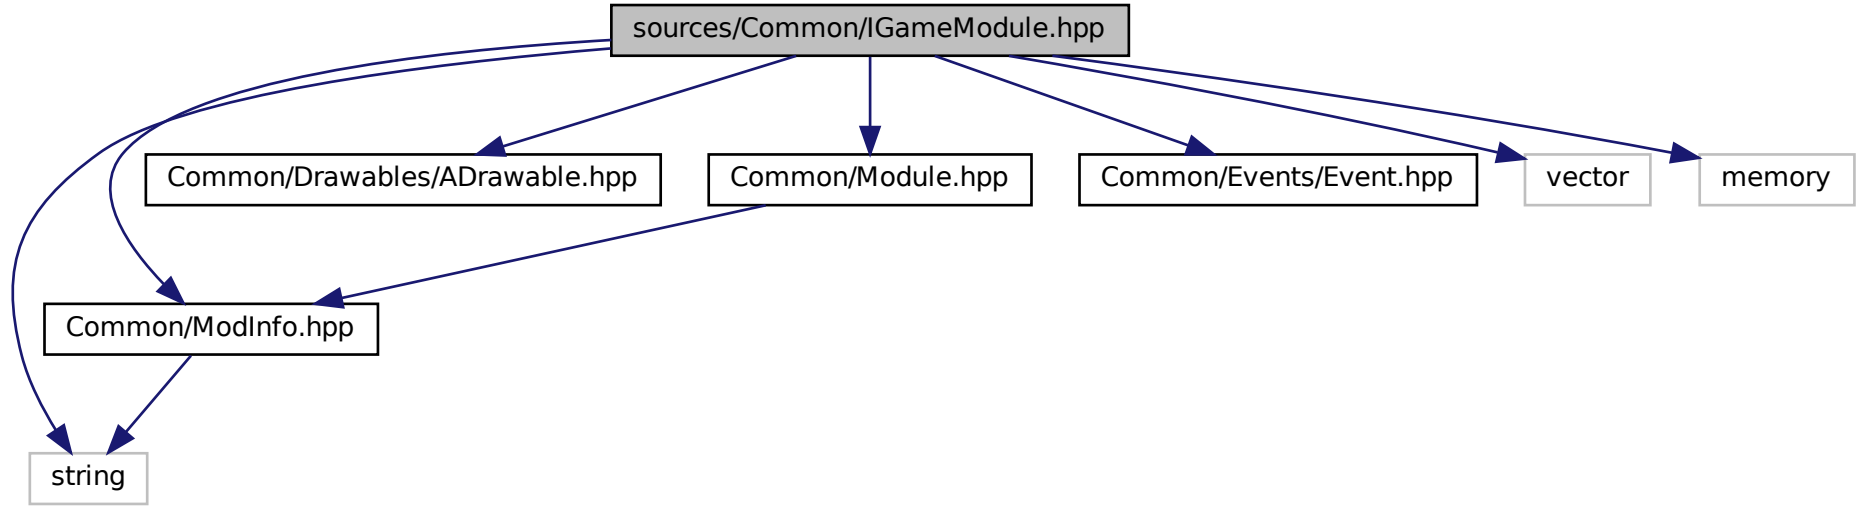 sources/Common/IGameModule.hpp
Common/Drawables/ADrawable.hpp
Common/Module.hpp
Common/Events/Event.hpp
vector
memory
Common/ModInfo.hpp
string